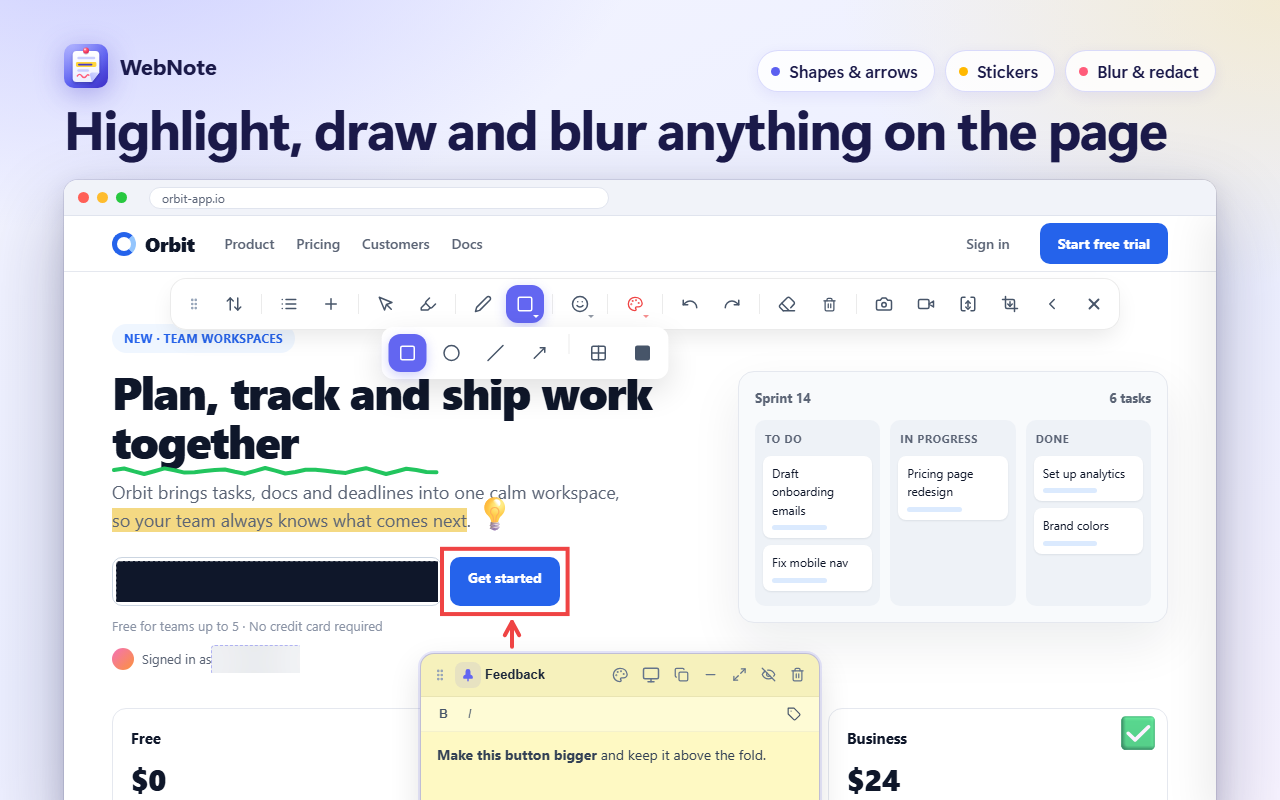 WebNote
Shapes & arrows
Stickers
Blur & redact
Highlight, draw and blur anything on the page
orbit-app.io
Orbit
Product
Pricing
Customers
Docs
Sign in
Start free trial
NEW · TEAM WORKSPACES
Plan, track and ship work
together
Orbit brings tasks, docs and deadlines into one calm workspace,
so your team always knows what comes next.
Get started
Free for teams up to 5 · No credit card required
Signed in as
Sprint 14
6 tasks
TO DO
Draft
onboarding
emails
Fix mobile nav
IN PROGRESS
Pricing page
redesign
DONE
Set up analytics
Brand colors
Feedback
B I
Make this button bigger and keep it above the fold.
Free
$0
Business
$24